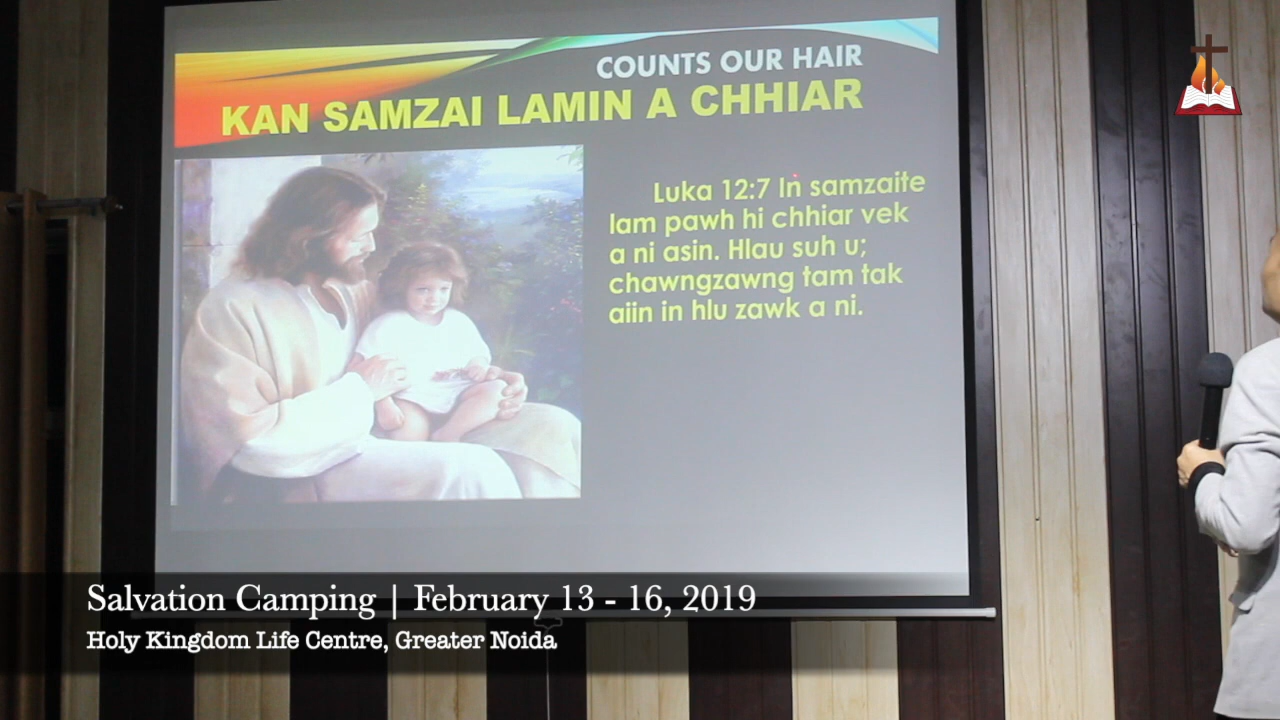 COUNTS OUR HAIR
KAN SAMZAI LAMIN A CHHIAR
Luka 12:7 In samzaite
lam pawh hi chhiar vek
a ni asin. Hlau suh u;
chawngzawng tam tak
aiin in hlu zawk a ni.
Salvation Camping | February 13 - 16, 2019
Holy Kingdom Life Centre, Greater Noida